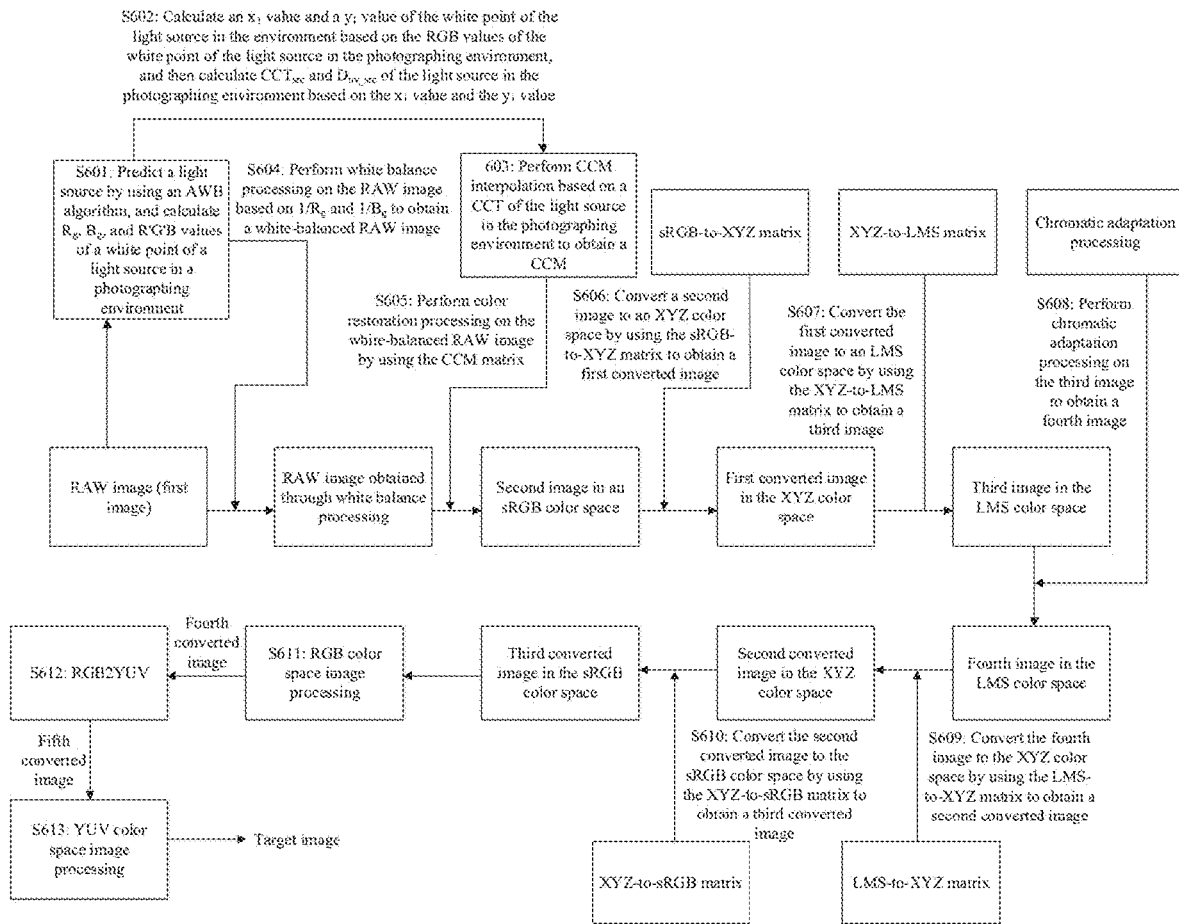 S602: Calculate an x₁ value and a y₁ value of the white point of the
light source in the environment based on the RGB values of the
white point of the light source in the photographing environment,
and then calculate CCTsrc and Duv_src of the light source in the
photographing environment based on the x₁ value and the y₁ value
S601: Predict a light
source by using an AWB
algorithm, and calculate
Rg, Bg, and R'G'B values
of a white point of a
light source in a
photographing
environment
S604: Perform white balance
processing on the RAW image
based on 1/Rg and 1/Bg to obtain
a white-balanced RAW image
603: Perform CCM
interpolation based on a
CCT of the light source
in the photographing
environment to obtain a
CCM
sRGB-to-XYZ matrix
XYZ-to-LMS matrix
Chromatic adaptation
processing
S605: Perform color
restoration processing on the
white-balanced RAW image
by using the CCM matrix
S606: Convert a second
image to an XYZ color
space by using the sRGB-
to-XYZ matrix to obtain a
first converted image
S607: Convert the
first converted
image to an LMS
color space by using
the XYZ-to-LMS
matrix to obtain a
third image
S608: Perform
chromatic
adaptation
processing on
the third image
to obtain a
fourth image
RAW image (first
image)
RAW image obtained
through white balance
processing
Second image in an
sRGB color space
First converted image
in the XYZ color
space
Third image in the
LMS color space
Fourth image in the
LMS color space
Second converted
image in the XYZ
color space
Third converted
image in the sRGB
color space
S611: RGB color
space image
processing
Fourth
converted
image
S612: RGB2YUV
S609: Convert the fourth
image to the XYZ color
space by using the LMS-
to-XYZ matrix to obtain a
second converted image
S610: Convert the second
converted image to the
sRGB color space by using
the XYZ-to-sRGB matrix to
obtain a third converted
image
Fifth
converted
image
S613: YUV color
space image
processing
Target image
XYZ-to-sRGB matrix
LMS-to-XYZ matrix